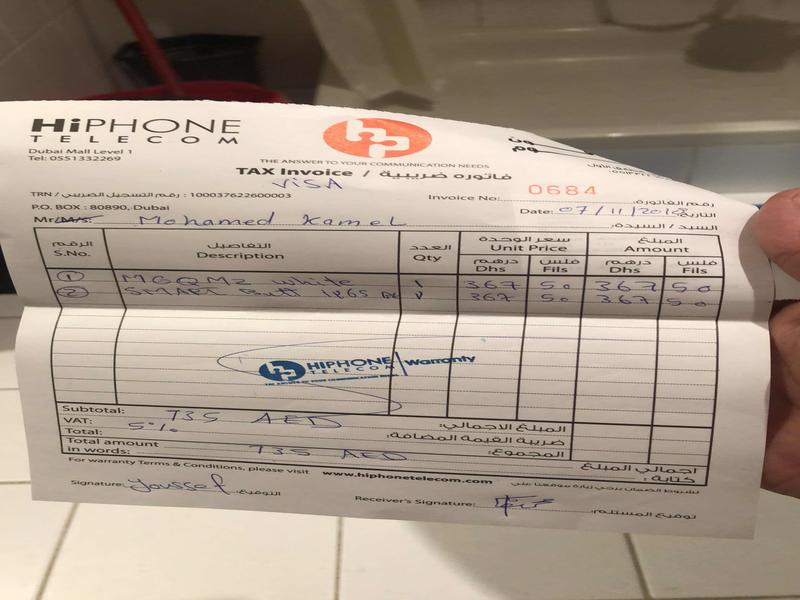 HiPHONE
TELECOM
Dubai Mall Level 1
Tel: 0551332269
hp
THE ANSWER TO YOUR COMMUNICATION NEEDS
TAX Invoice / فاتوره ضريبية
VISA
TRN / رقم التسجيل الضريبي : 100037622600003
Invoice No: 0684 رقم الفاتورة:
P.O. BOX : 80890, Dubai
Date: 07/11/2018 التاريخ
Mr./M/s: Mohamed Kamel السيد / السيدة:
الرقم التفاصيل العدد سعر الوحدة المبلغ
S.No. Description Qty Unit Price Amount
درهم فلس درهم فلس
Dhs Fils Dhs Fils
1 MGQM2 white 1 367 50 367 50
2 SMART Batt 1865 1 367 50 367 50
hp HIPHONE TELECOM Warranty
Subtotal: 735 AED المبلغ الاجمالي:
VAT: 5% ضريبة القيمة المضافة:
Total: المجموع:
Total amount in words: 735 AED اجمالي المبلغ كتابة:
For warranty Terms & Conditions, please visit www.hiphonetelecom.com لشروط الضمان يرجى زيارة موقعنا على
Signature: Youssef التوقيع:
Receiver's Signature: توقيع المستلم: